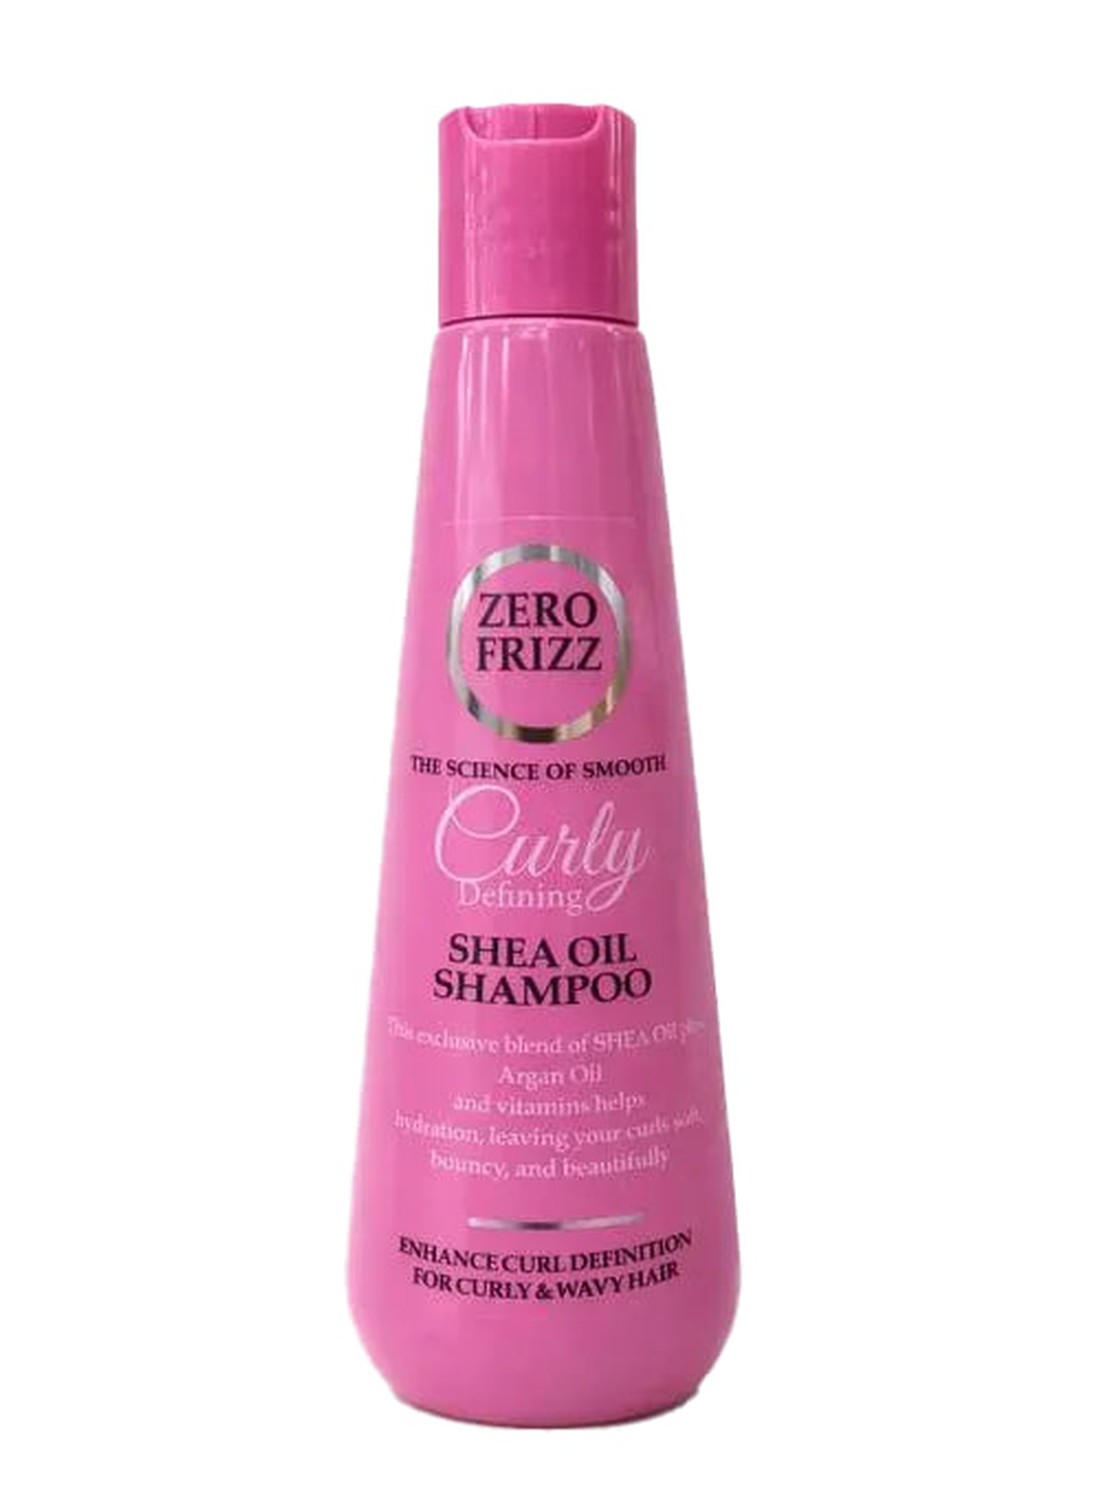 ZERO
FRIZZ
THE SCIENCE OF SMOOTH
Curly
Defining
SHEA OIL
SHAMPOO
This exclusive blend of SHEA Oil plus
Argan Oil
and vitamins helps
hydration, leaving your curls soft,
bouncy, and beautifully
ENHANCE CURL DEFINITION
FOR CURLY & WAVY HAIR